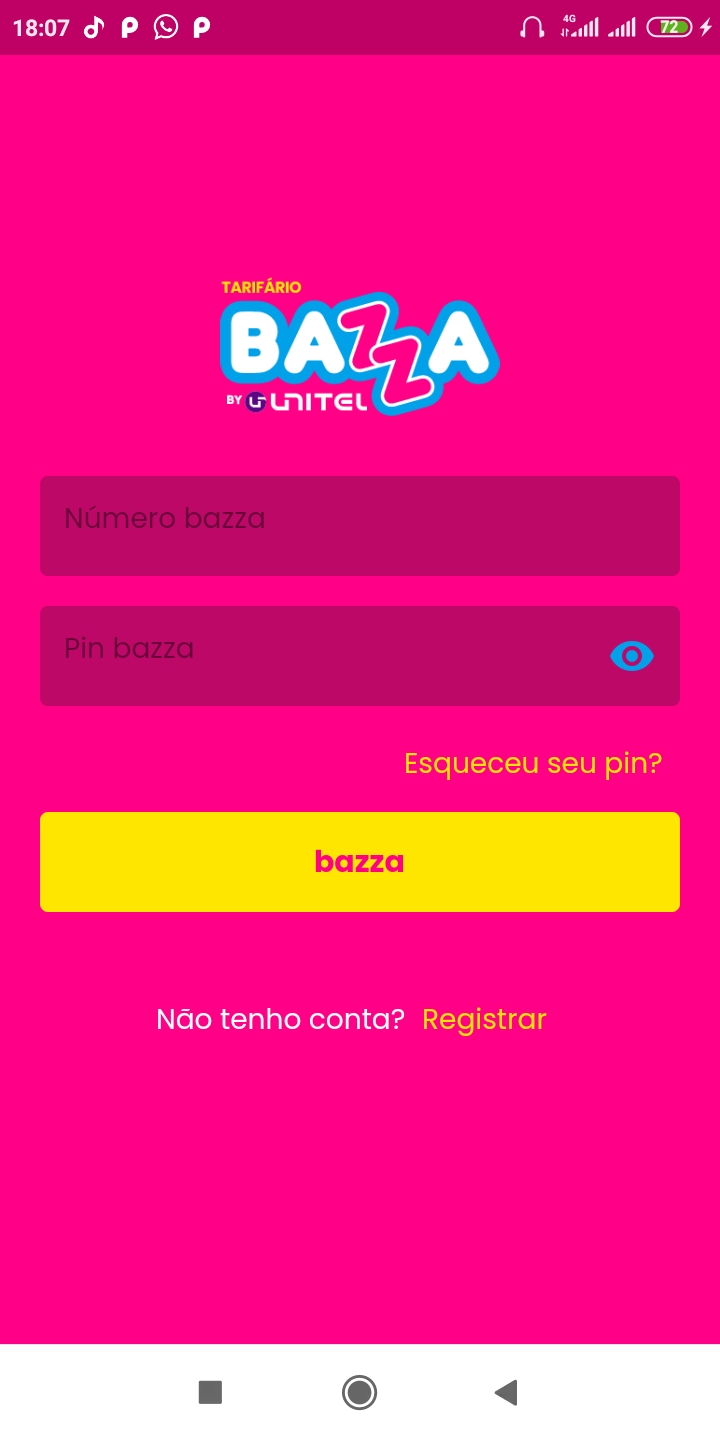 18:07
4G
72
TARIFÁRIO
BAZZA
BY UNITEL
Número bazza
Pin bazza
Esqueceu seu pin?
bazza
Não tenho conta? Registrar